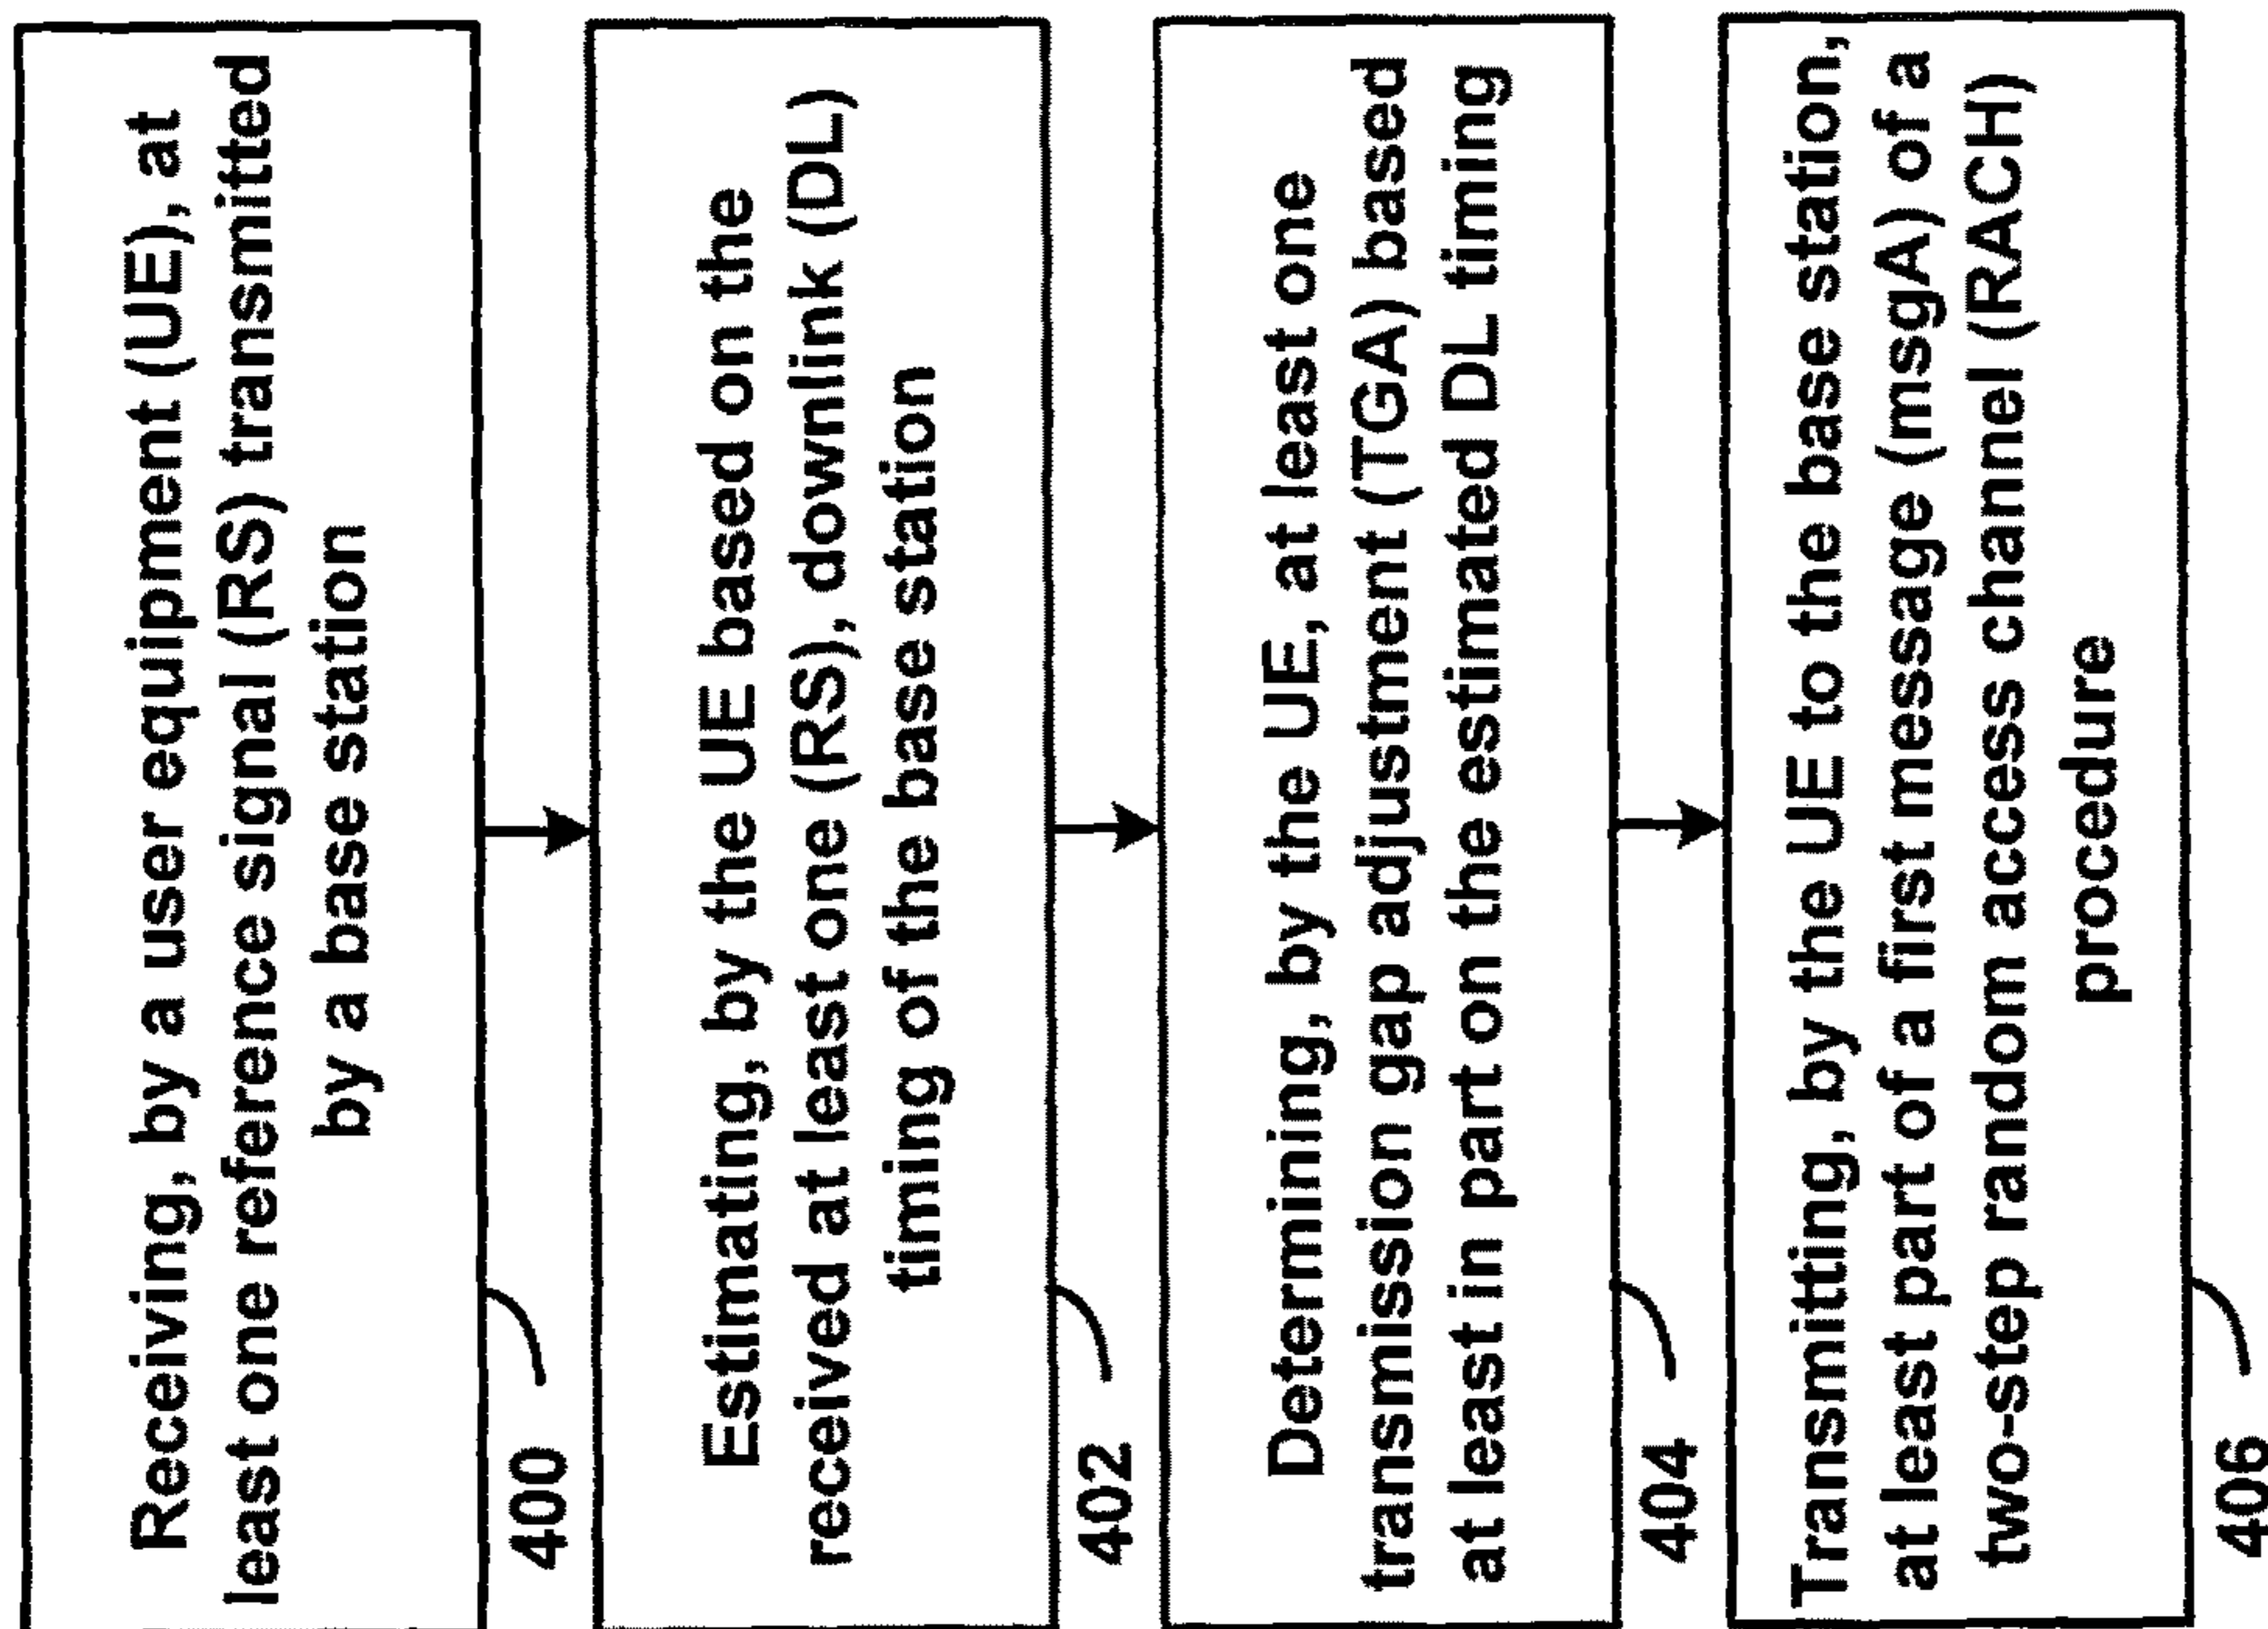 Receiving, by a user equipment (UE), at
least one reference signal (RS) transmitted
by a base station
400
Estimating, by the UE based on the
received at least one (RS), downlink (DL)
timing of the base station
402
Determining, by the UE, at least one
transmission gap adjustment (TGA) based
at least in part on the estimated DL timing
404
Transmitting, by the UE to the base station,
at least part of a first message (msgA) of a
two-step random access channel (RACH)
procedure
406